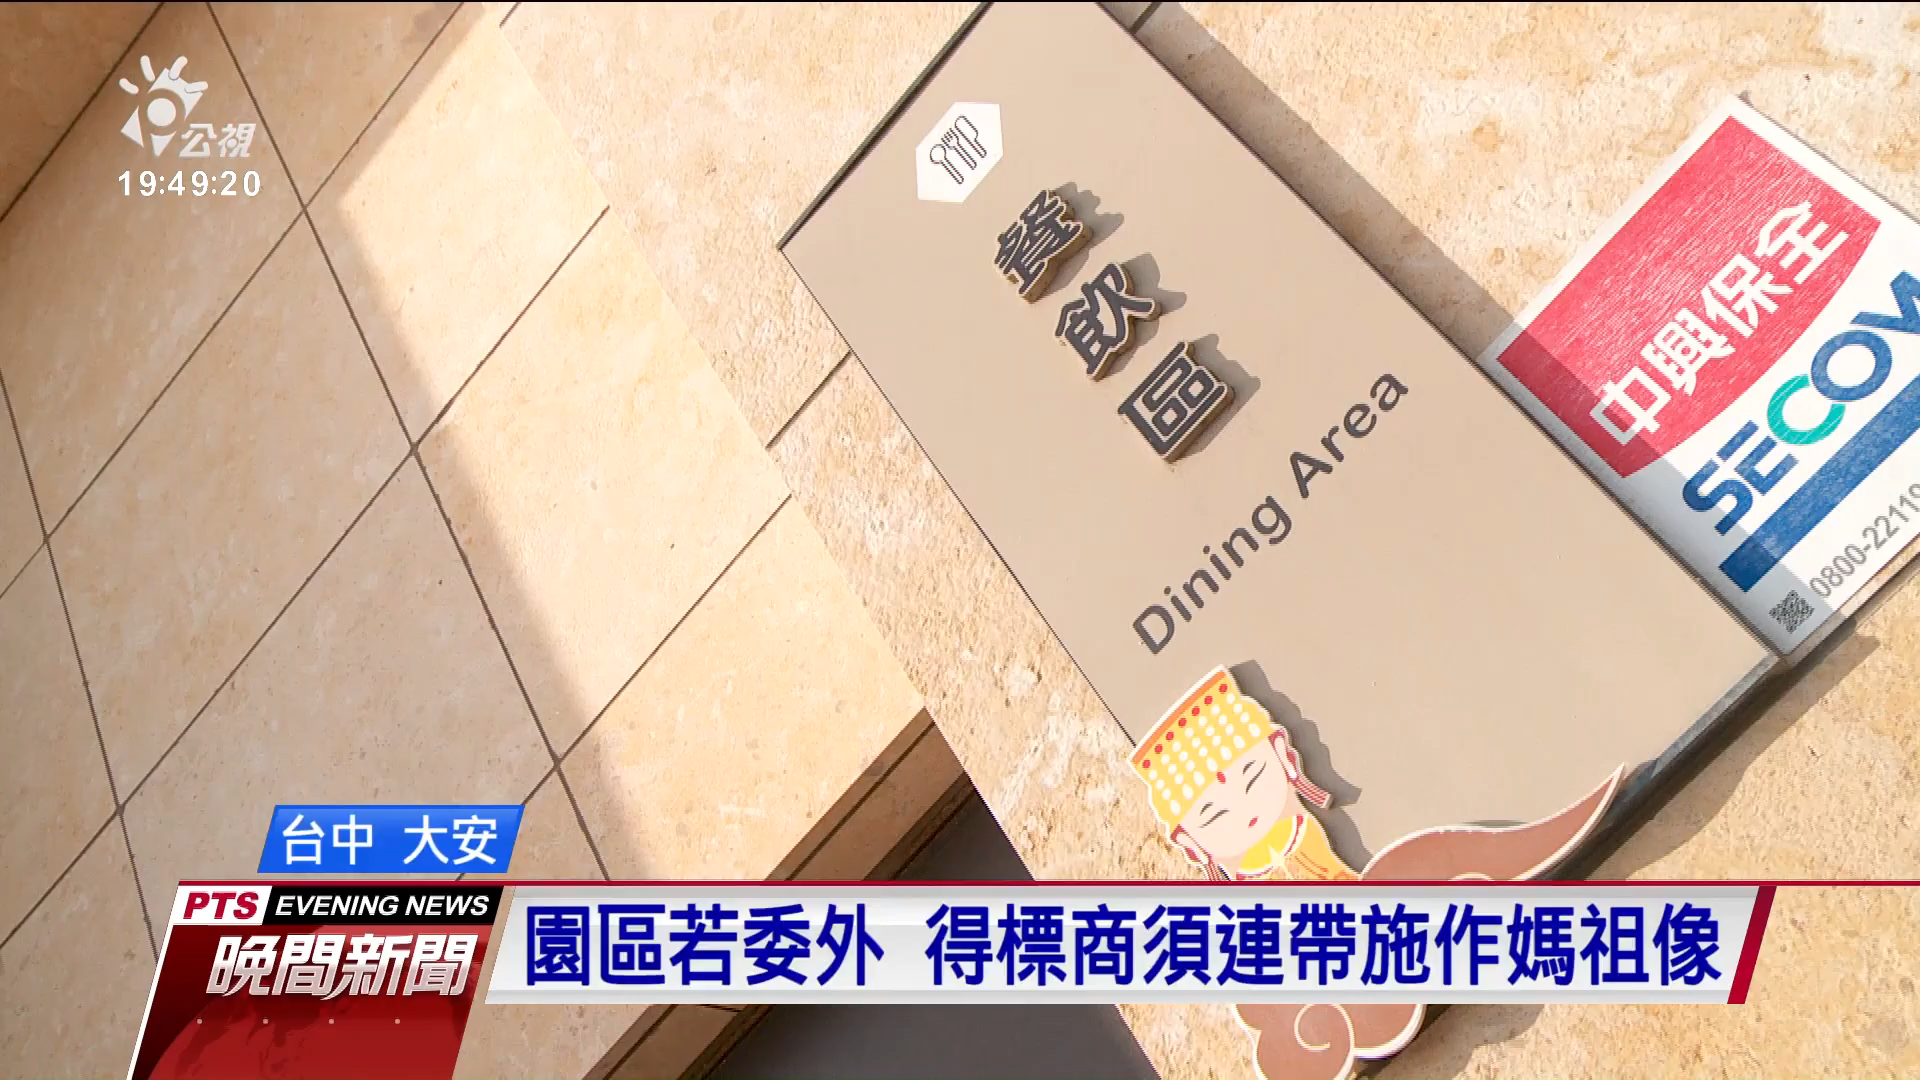 公視
19:49:20
餐飲區
Dining Area
中興保全
SECOM
台中 大安
PTS EVENING NEWS
晚間新聞
園區若委外 得標商須連帶施作媽祖像